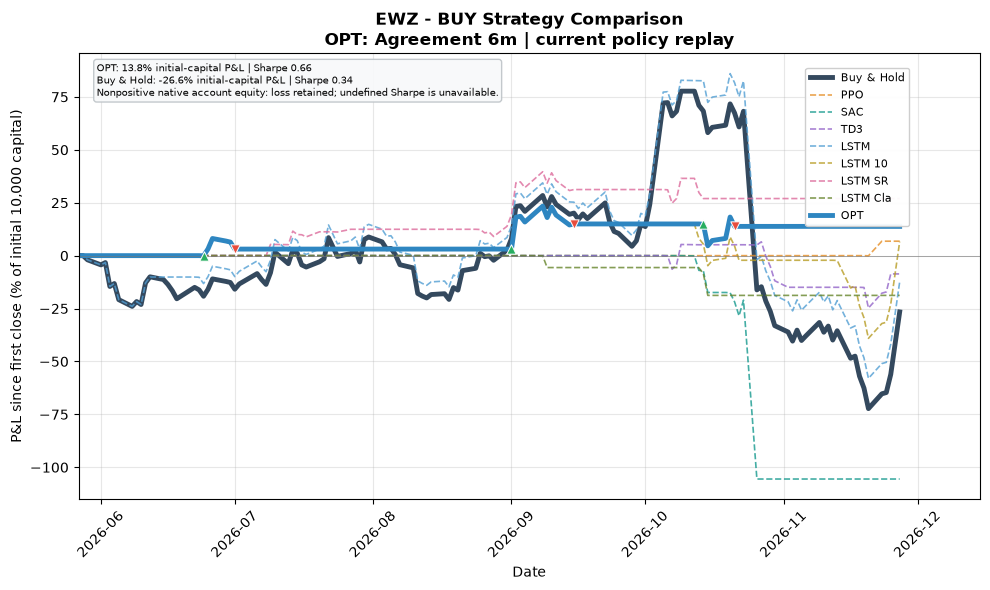 EWZ - BUY Strategy Comparison
OPT: Agreement 6m | current policy replay
OPT: 13.8% initial-capital P&L | Sharpe 0.66
Buy & Hold: -26.6% initial-capital P&L | Sharpe 0.34
Nonpositive native account equity: loss retained; undefined Sharpe is unavailable.
Buy & Hold
PPO
SAC
TD3
LSTM
LSTM 10
LSTM SR
LSTM Cla
OPT
P&L since first close (% of initial 10,000 capital)
75
50
25
0
−25
−50
−75
−100
2026-06
2026-07
2026-08
2026-09
2026-10
2026-11
2026-12
Date